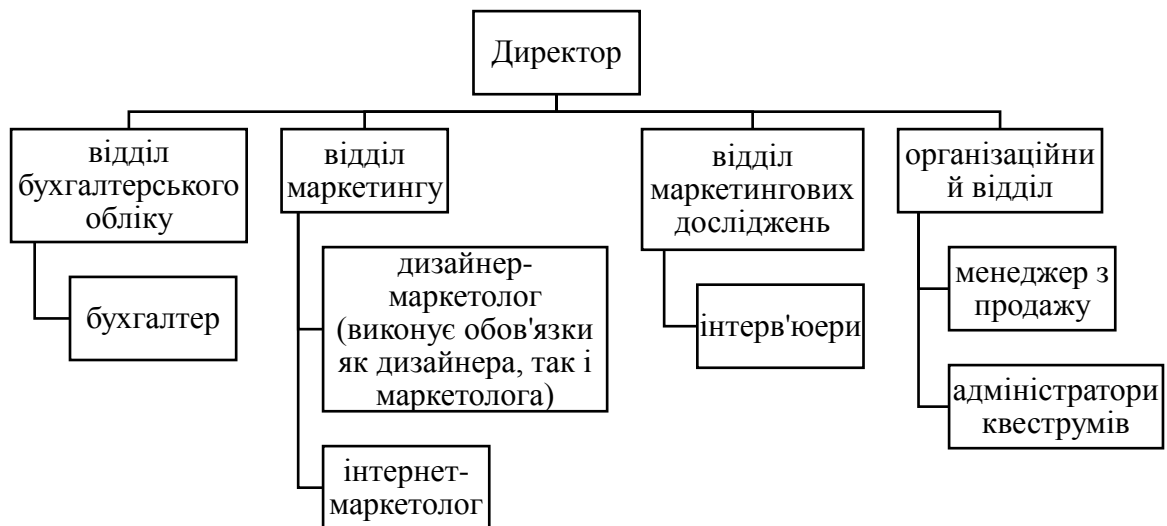 Директор
відділ
бухгалтерського
обліку
бухгалтер
відділ
маркетингу
дизайнер-
маркетолог
(виконує обов'язки
як дизайнера, так і
маркетолога)
інтернет-
маркетолог
відділ
маркетингових
досліджень
інтерв'юери
організаційни
й відділ
менеджер з
продажу
адміністратори
квеструмів